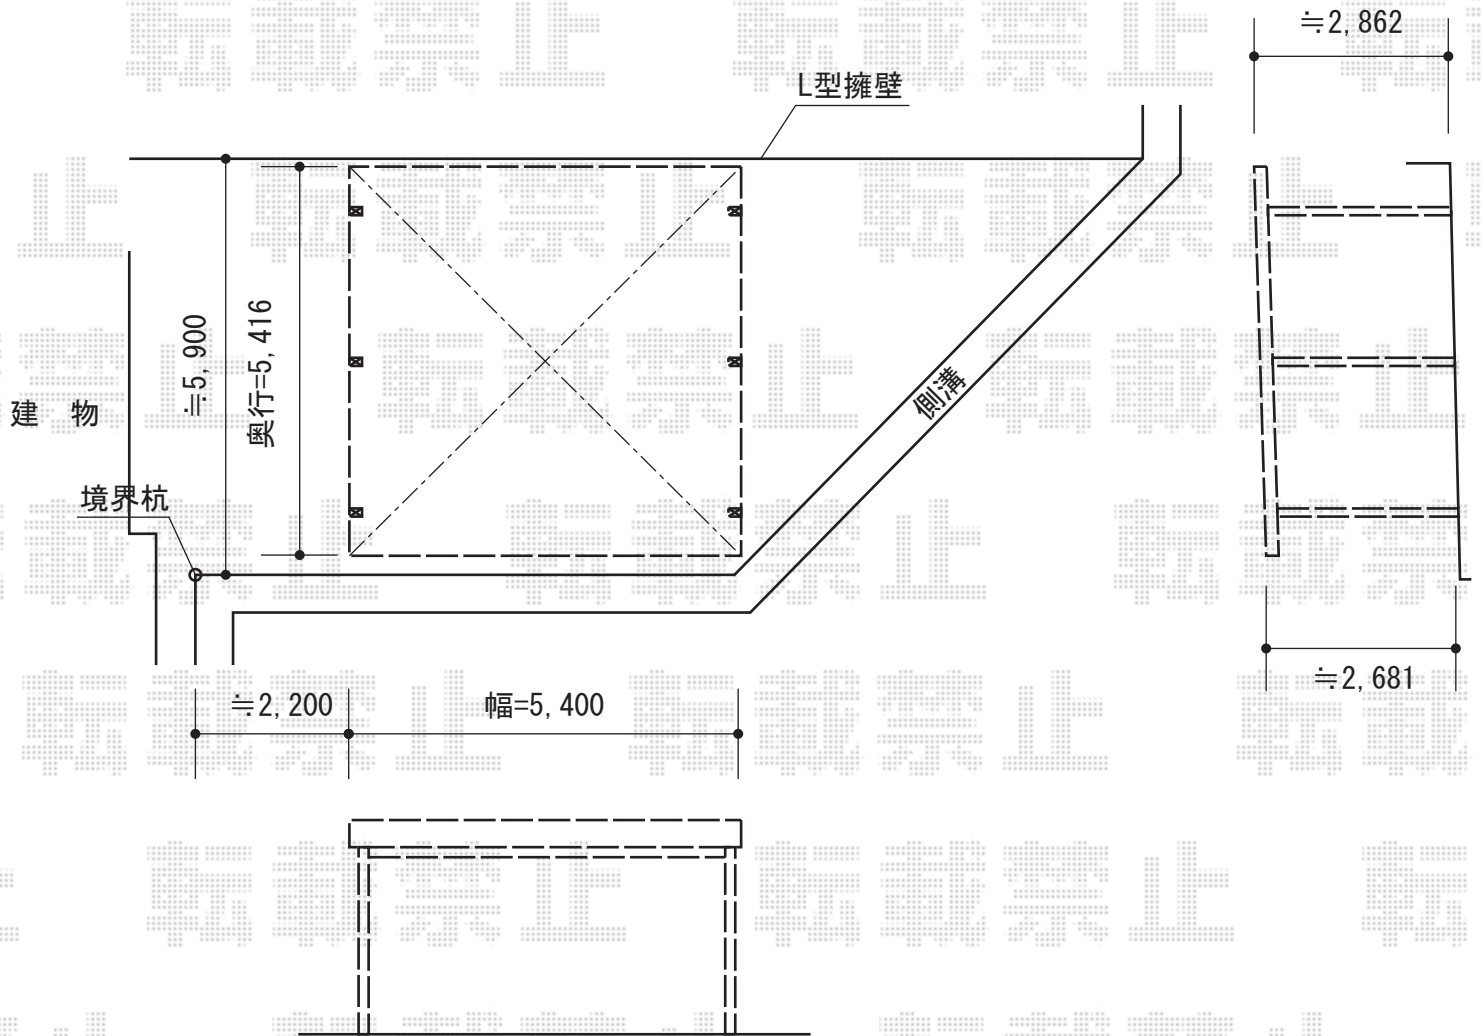 ≒2,862
L型擁壁
≒5,900
奥行=5,416
側溝
建 物
境界杭
≒2,681
≒2,200
幅=5,400
転載禁止